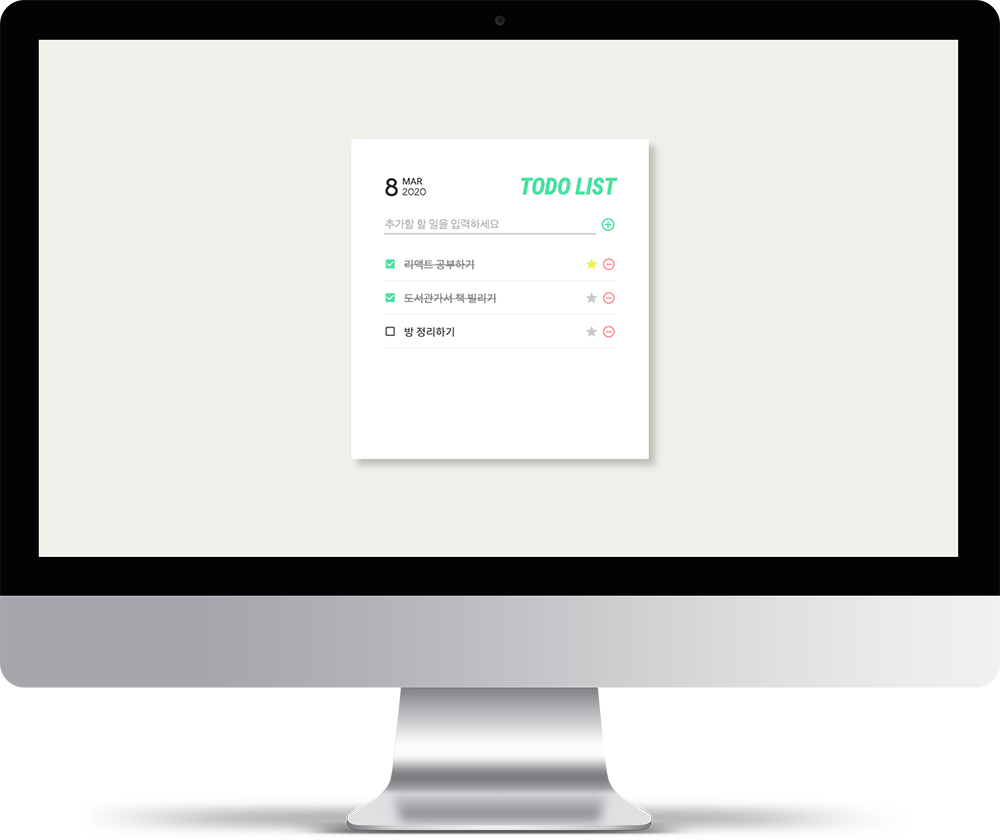 8 MAR 2020
TODO LIST
추가할 할 일을 입력하세요
리액트 공부하기
도서관가서 책 빌리기
방 정리하기